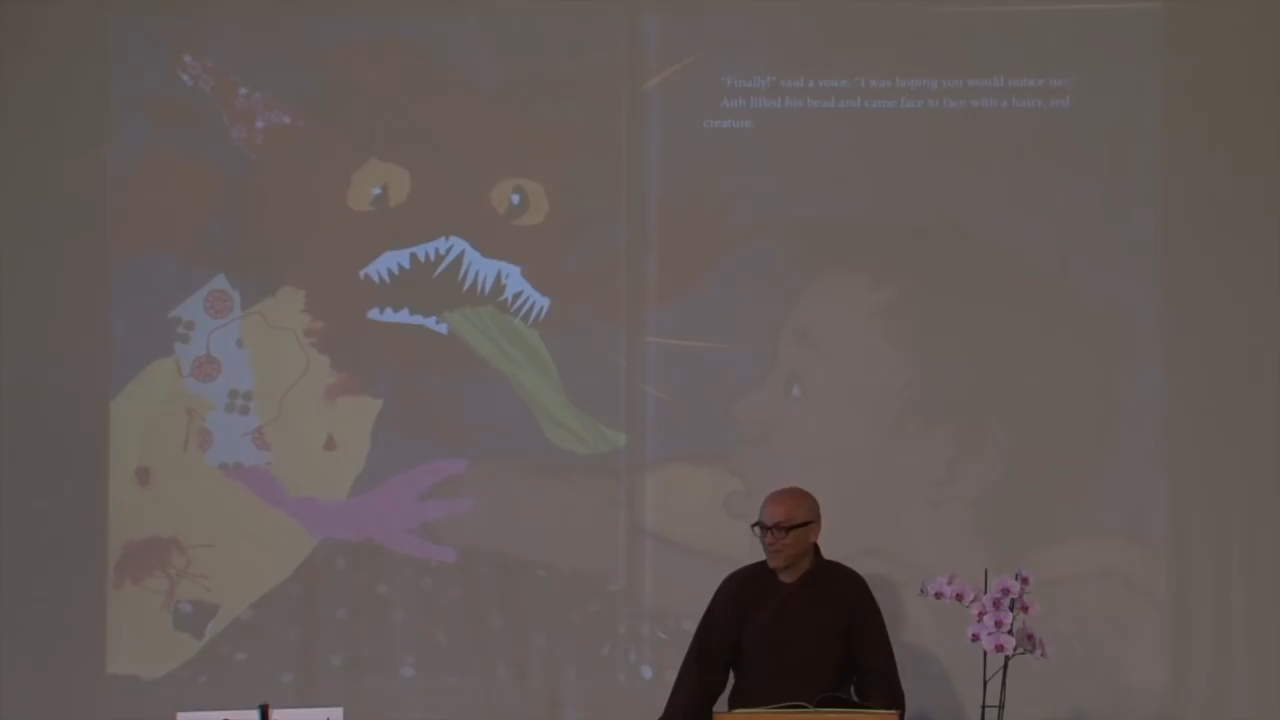 "Finally!" said a voice. "I was hoping you would notice me."
Anh lifted his head and came face to face with a hairy, red
creature.